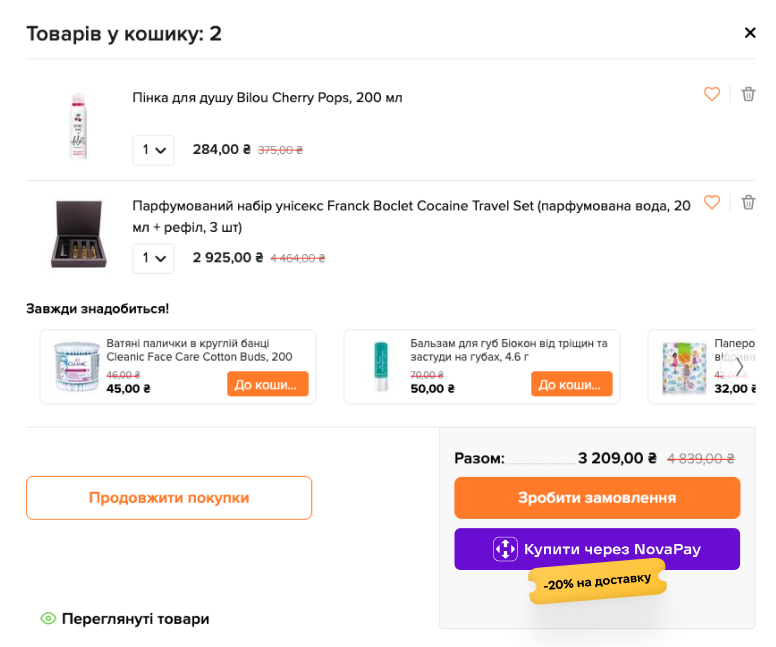 Товарів у кошику: 2
Пінка для душу Bilou Cherry Pops, 200 мл
1
284,00 ₴ 375,00 ₴
Парфумований набір унісекс Franck Boclet Cocaine Travel Set (парфумована вода, 20
мл + рефіл, 3 шт)
1
2 925,00 ₴ 4 464,00 ₴
Завжди знадобиться!
Ватяні палички в круглій банці
Cleanic Face Care Cotton Buds, 200
46,00 ₴
45,00 ₴
До коши...
Бальзам для губ Біокон від тріщин та
застуди на губах, 4.6 г
70,00 ₴
50,00 ₴
До коши...
Паперо
відривів
32,00 ₴
Разом: 3 209,00 ₴ 4 839,00 ₴
Продовжити покупки
Зробити замовлення
Купити через NovaPay
-20% на доставку
Переглянуті товари